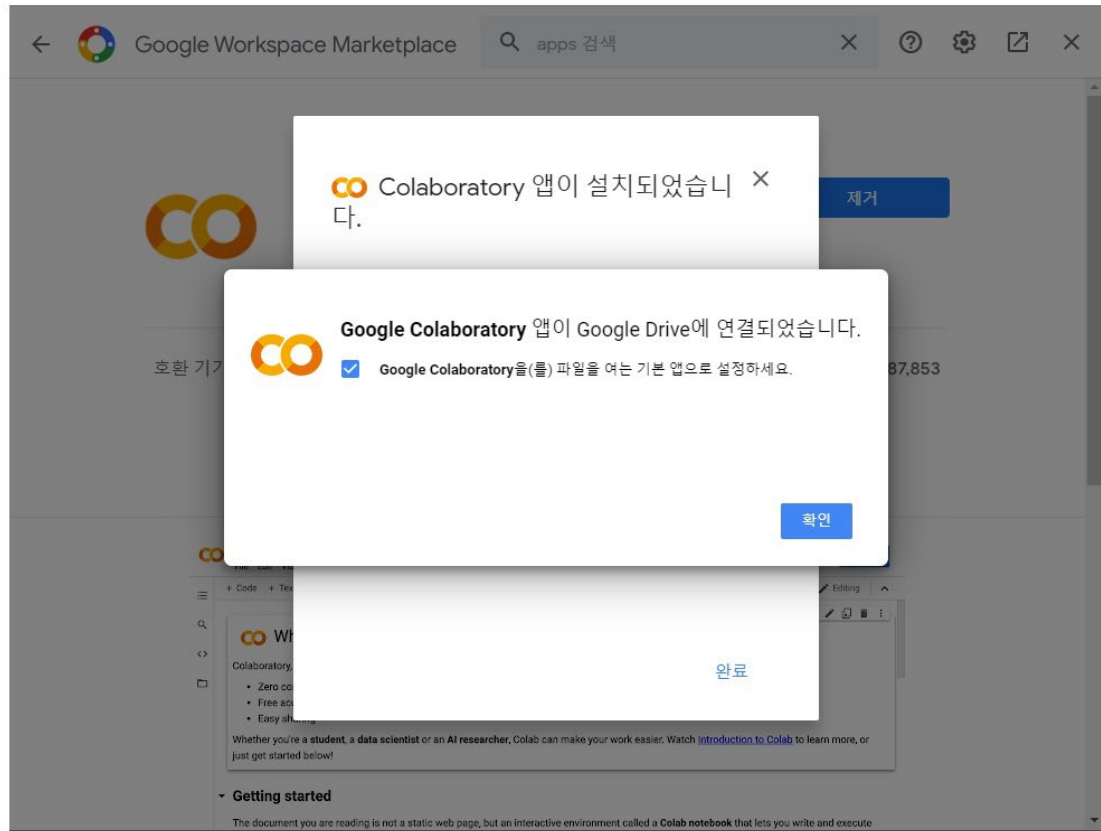 Google Workspace Marketplace
apps 검색
Colaboratory 앱이 설치되었습니
다.
제거
Google Colaboratory 앱이 Google Drive에 연결되었습니다.
Google Colaboratory을(를) 파일을 여는 기본 앱으로 설정하세요.
호환 기기
87,853
확인
+ Code + Tex
Editing
Wh
Colaboratory,
• Zero co
• Free acc
• Easy sharing
완료
Whether you're a student, a data scientist or an AI researcher, Colab can make your work easier. Watch Introduction to Colab to learn more, or
just get started below!
Getting started
The document you are reading is not a static web page, but an interactive environment called a Colab notebook that lets you write and execute